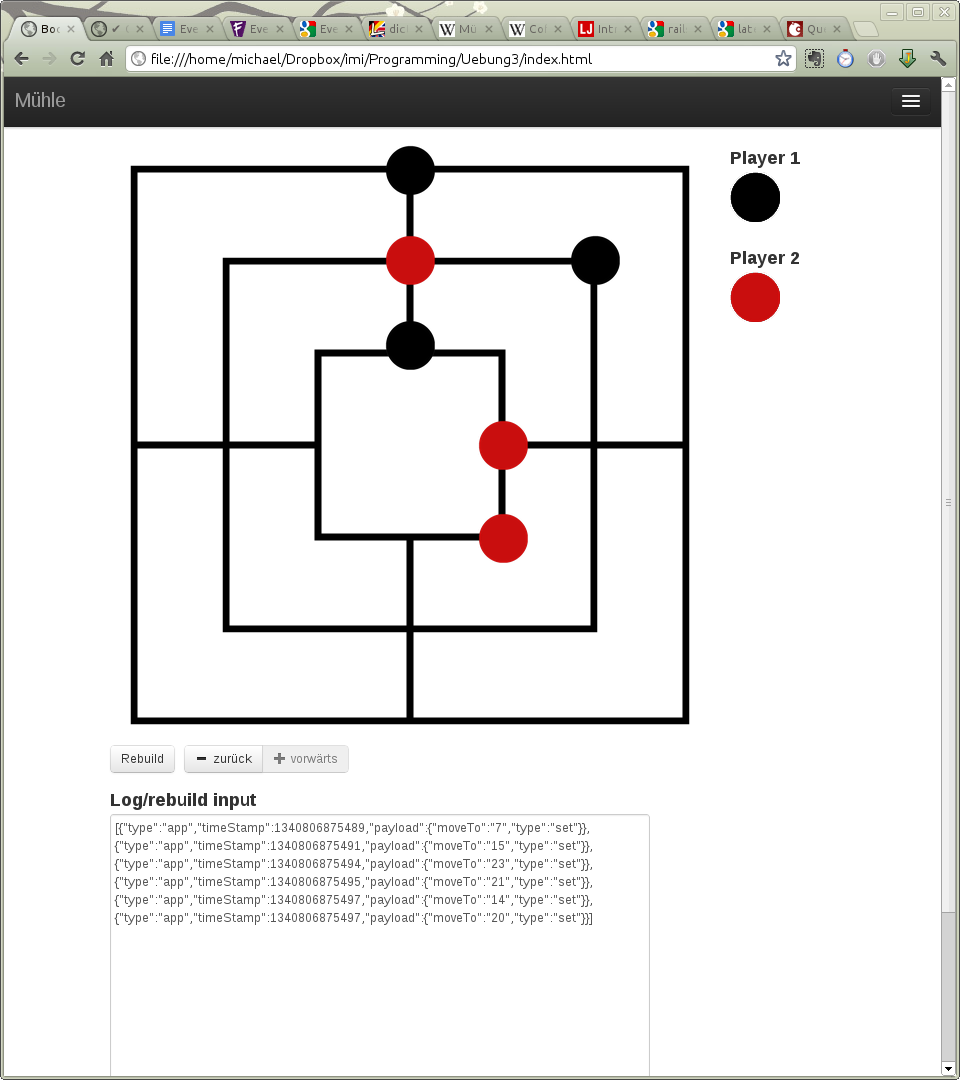 Boo
Eve
Eve
Eve
dic
Mü
Col
Int
rail
lat
Que
file:///home/michael/Dropbox/imi/Programming/Uebung3/index.html
Mühle
Player 1
Player 2
Rebuild
zurück
vorwärts
Log/rebuild input
[{"type":"app","timeStamp":1340806875489,"payload":{"moveTo":"7","type":"set"}},
{"type":"app","timeStamp":1340806875491,"payload":{"moveTo":"15","type":"set"}},
{"type":"app","timeStamp":1340806875494,"payload":{"moveTo":"23","type":"set"}},
{"type":"app","timeStamp":1340806875495,"payload":{"moveTo":"21","type":"set"}},
{"type":"app","timeStamp":1340806875497,"payload":{"moveTo":"14","type":"set"}},
{"type":"app","timeStamp":1340806875497,"payload":{"moveTo":"20","type":"set"}}]